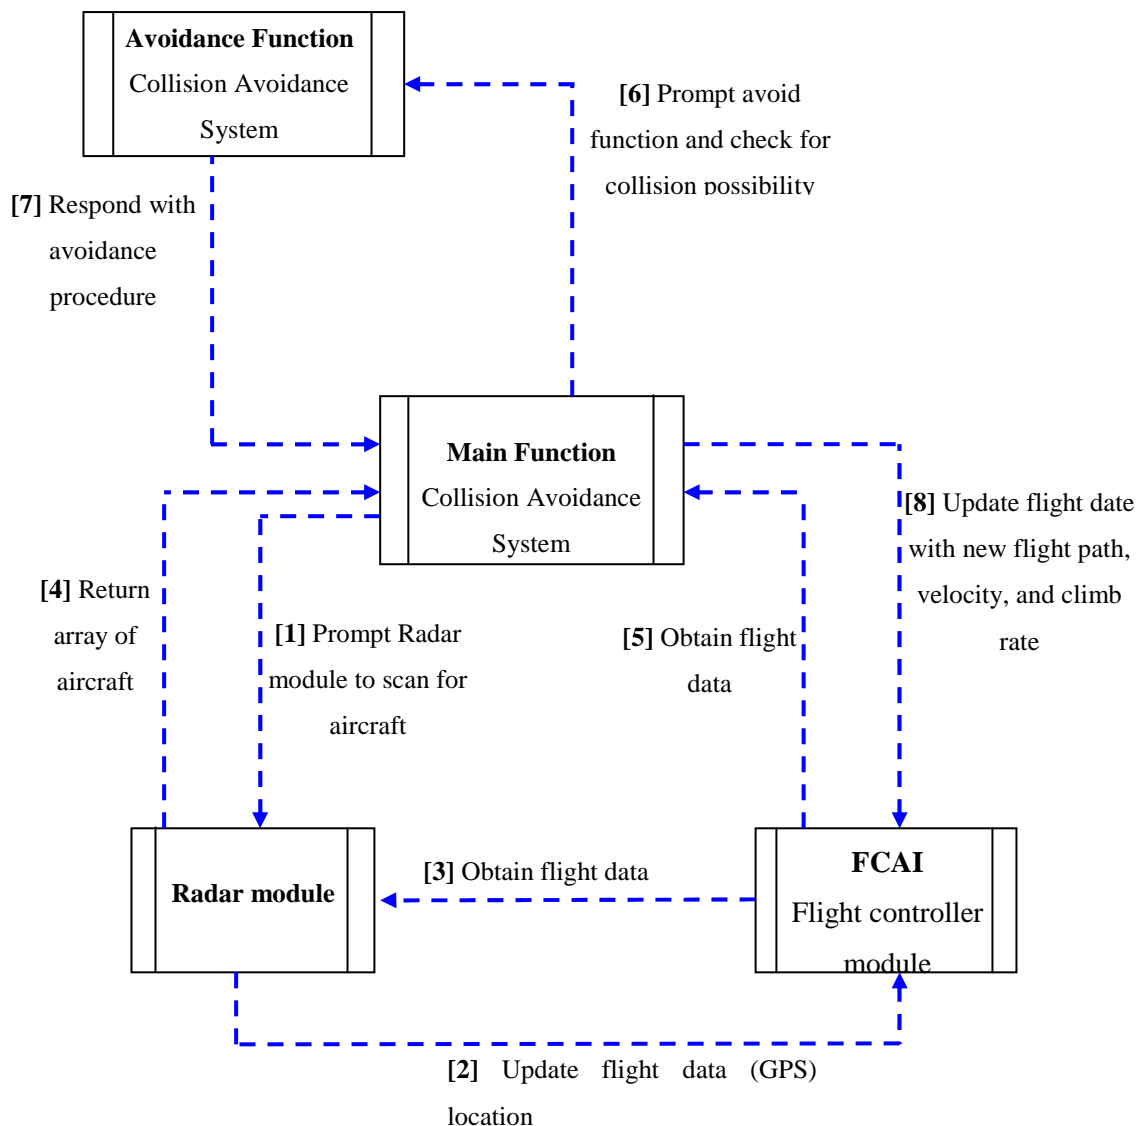 Avoidance Function
Collision Avoidance
System
[6] Prompt avoid
function and check for
collision possibility
[7] Respond with
avoidance
procedure
Main Function
Collision Avoidance
System
[8] Update flight date
with new flight path,
velocity, and climb
rate
[4] Return
array of
aircraft
[1] Prompt Radar
module to scan for
aircraft
[5] Obtain flight
data
Radar module
[3] Obtain flight data
FCAI
Flight controller
module
[2] Update flight data (GPS)
location